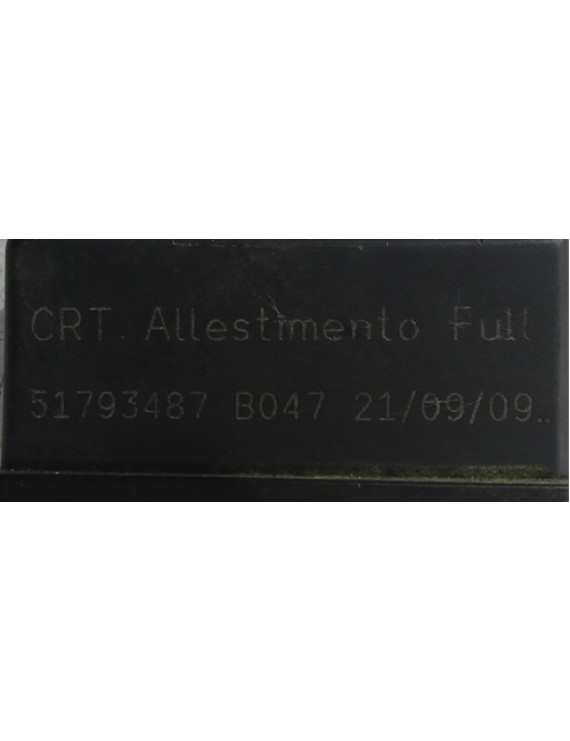 CRT. Allestimento Full
51793487 B047 21/09/09..